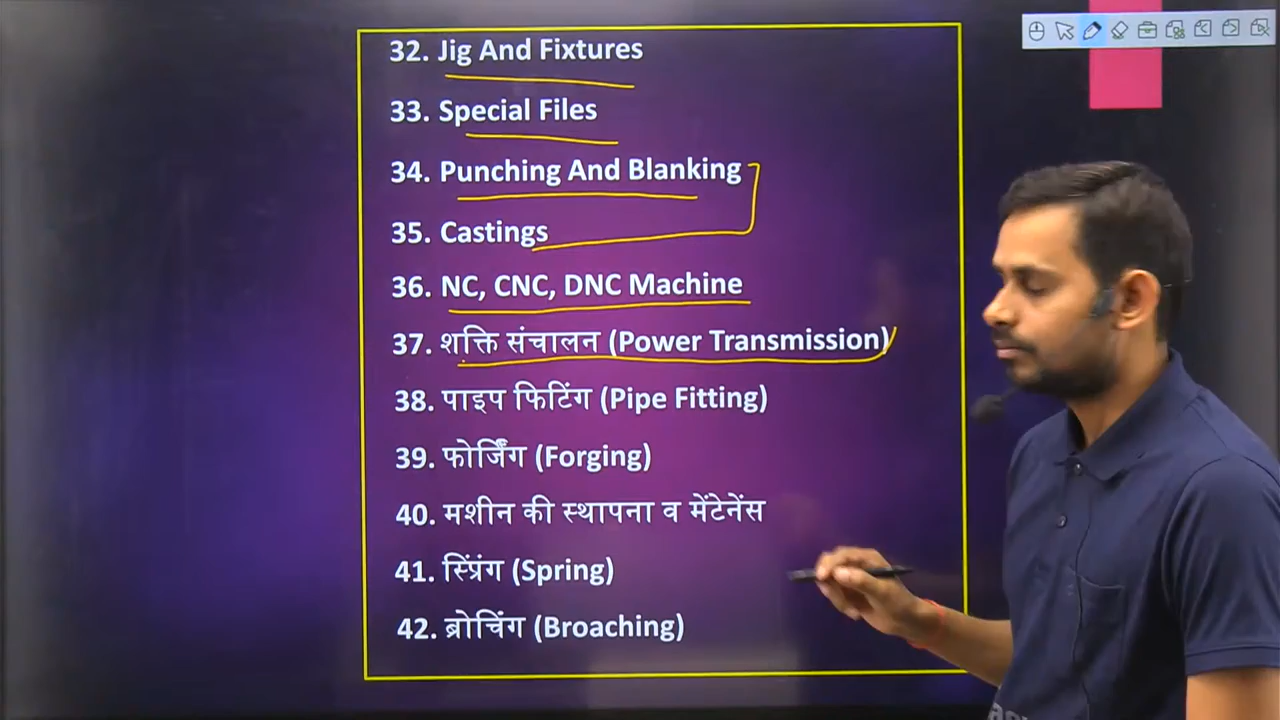 32. Jig And Fixtures
33. Special Files
34. Punching And Blanking
35. Castings
36. NC, CNC, DNC Machine
37. शक्ति संचालन (Power Transmission)
38. पाइप फिटिंग (Pipe Fitting)
39. फोर्जिंग (Forging)
40. मशीन की स्थापना व मेंटेनेंस
41. स्प्रिंग (Spring)
42. ब्रोचिंग (Broaching)